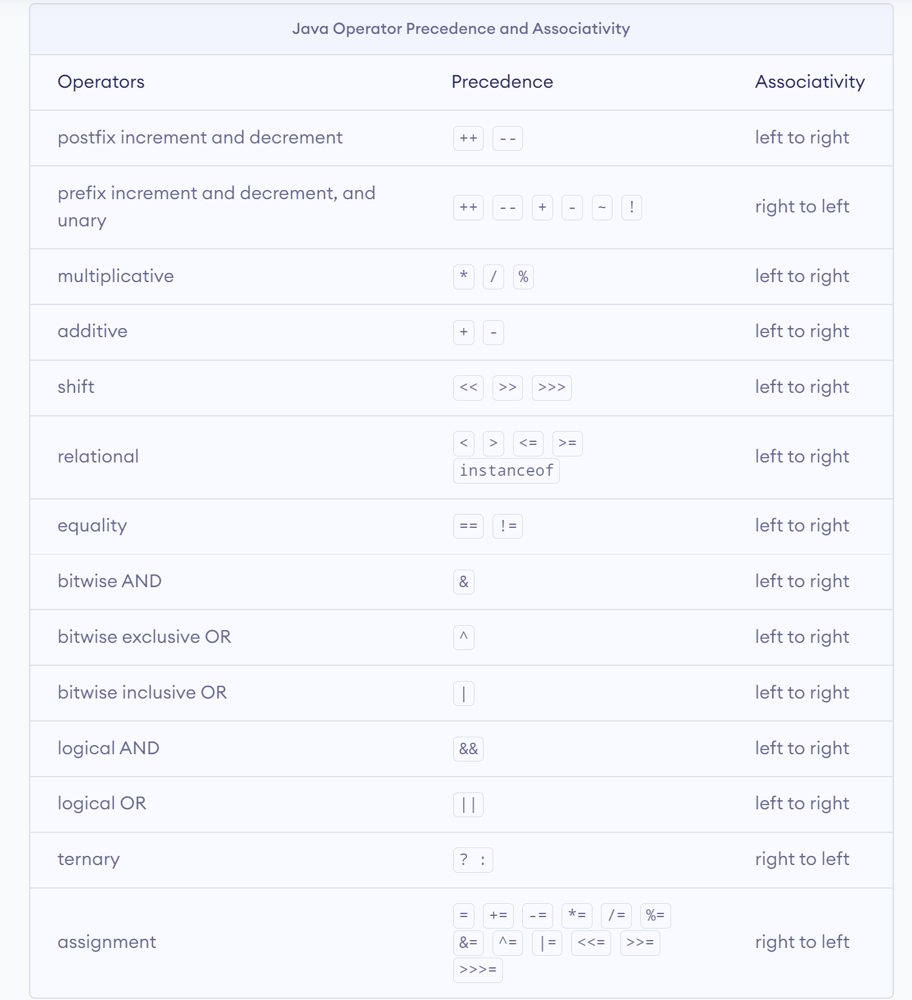 Java Operator Precedence and Associativity
Operators Precedence Associativity
postfix increment and decrement ++ -- left to right
prefix increment and decrement, and
unary ++ -- + - ~ ! right to left
multiplicative * / % left to right
additive + - left to right
shift << >> >>> left to right
relational < > <= >=
instanceof left to right
equality == != left to right
bitwise AND & left to right
bitwise exclusive OR ^ left to right
bitwise inclusive OR | left to right
logical AND && left to right
logical OR || left to right
ternary ? : right to left
assignment = += -= *= /= %=
&= ^= |= <<= >>=
>>>= right to left